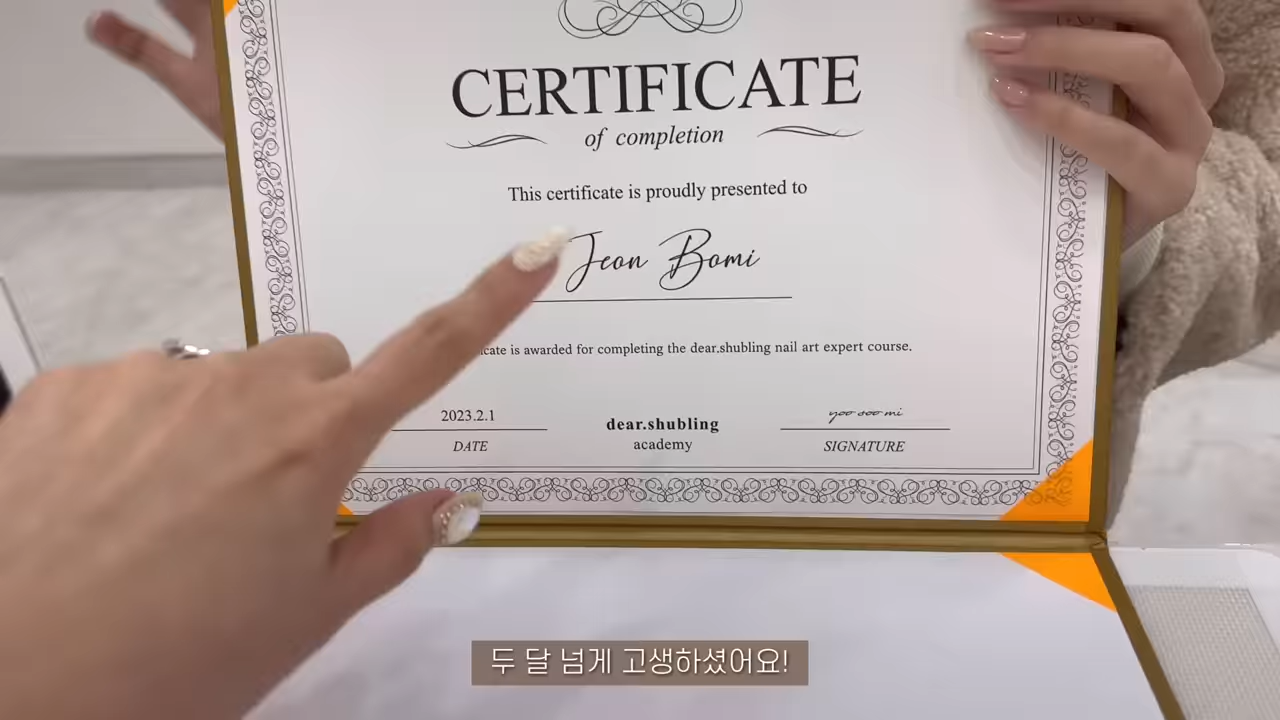 CERTIFICATE
of completion
This certificate is proudly presented to
Jeon Bomi
is awarded for completing the dear.shubling nail art expert course.
2023.2.1
DATE
dear.shubling
academy
yoo soo mi
SIGNATURE
두 달 넘게 고생하셨어요!